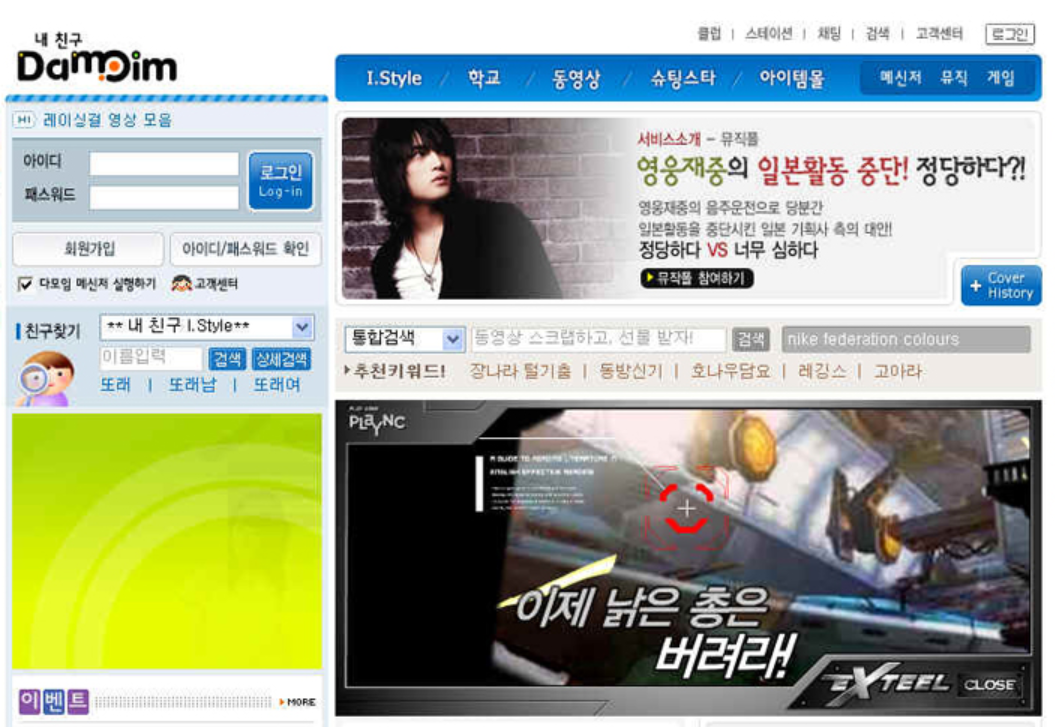 클럽 | 스테이션 | 채팅 | 검색 | 고객센터 로그인
내 친구
Damoim
I.Style / 학교 / 동영상 / 슈팅스타 / 아이템몰 메신저 뮤직 게임
HI 레이싱걸 영상 모음
아이디
패스워드
로그인
Log-in
회원가입 아이디/패스워드 확인
다모임 메신저 실행하기 고객센터
친구찾기 ** 내 친구 I.Style**
이름입력 검색 상세검색
또래 | 또래남 | 또래여
서비스소개 - 뮤직폴
영웅재중의 일본활동 중단! 정당하다?!
영웅재중의 음주운전으로 당분간
일본활동을 중단시킨 일본 기획사 측의 대안!
정당하다 VS 너무 심하다
뮤직폴 참여하기
+ Cover
History
통합검색 동영상 스크랩하고, 선물 받자! 검색 nike federation colours
추천키워드! 장나라 털기춤 | 동방신기 | 호나우담요 | 레깅스 | 고아라
PLAYNC
A GUIDE TO READING LITERATURE IN
ENGLISH EFFECTIVE READING
이제 낡은 총은
버려라!
EXTEEL CLOSE
이벤트 MORE